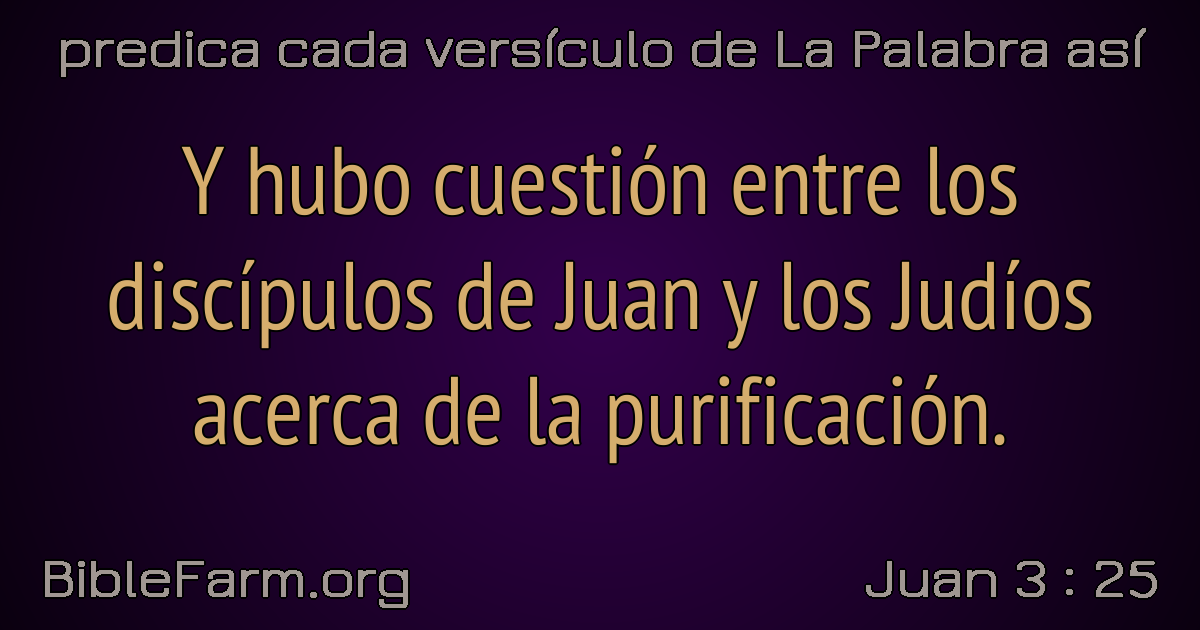 predica cada versículo de La Palabra así
Y hubo cuestión entre los
discípulos de Juan y los Judíos
acerca de la purificación.
BibleFarm.org
Juan 3 : 25